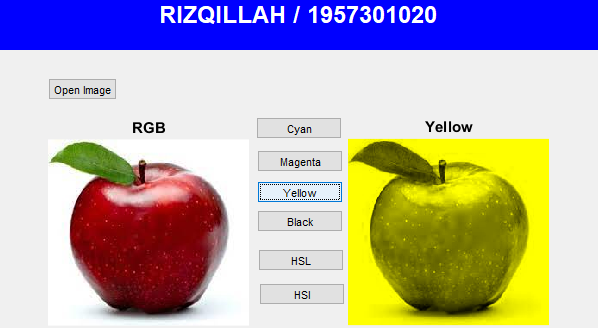 RIZQILLAH / 1957301020
Open Image
RGB
Cyan
Yellow
Magenta
Yellow
Black
HSL
HSI